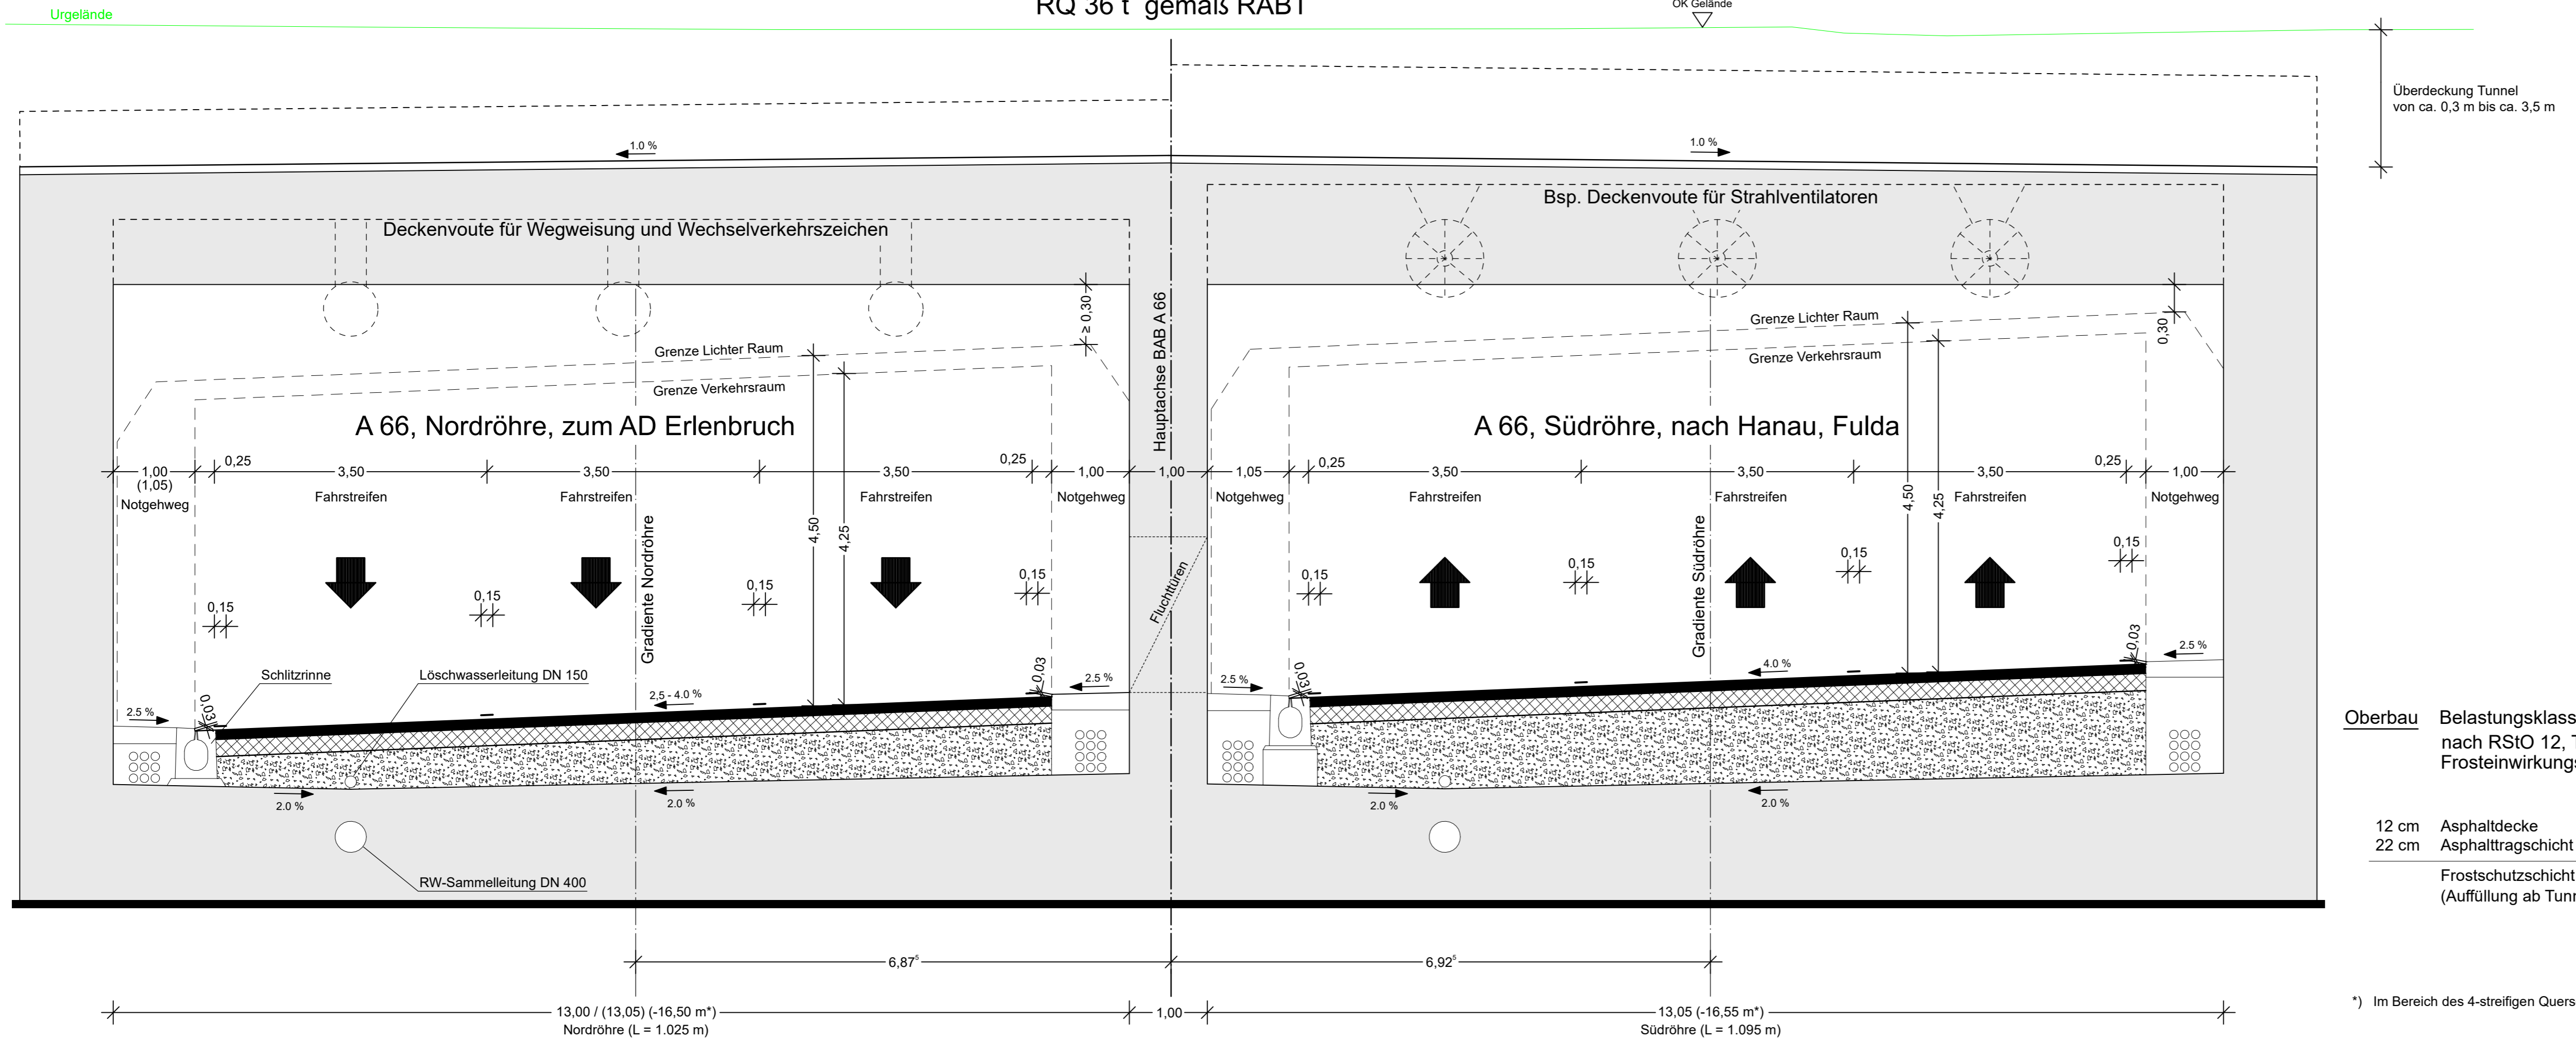 Urgelände
RQ 36 t gemäß RABT
OK Gelände
Überdeckung Tunnel
von ca. 0,3 m bis ca. 3,5 m
1.0 %
1.0 %
Deckenvoute für Wegweisung und Wechselverkehrszeichen
Bsp. Deckenvoute für Strahlventilatoren
≥ 0,30
0,30
Hauptachse BAB A 66
Grenze Lichter Raum
Grenze Verkehrsraum
Grenze Lichter Raum
Grenze Verkehrsraum
A 66, Nordröhre, zum AD Erlenbruch
A 66, Südröhre, nach Hanau, Fulda
1,00
(1,05)
Notgehweg
0,25
3,50
Fahrstreifen
3,50
Fahrstreifen
3,50
Fahrstreifen
0,25
1,00
Notgehweg
1,00
1,05
Notgehweg
0,25
3,50
Fahrstreifen
3,50
Fahrstreifen
3,50
Fahrstreifen
0,25
1,00
Notgehweg
4,50
4,25
4,50
4,25
Gradiente Nordröhre
Gradiente Südröhre
Fluchttüren
0,15
0,15
0,15
0,15
0,15
0,15
0,15
0,15
Schlitzrinne
Löschwasserleitung DN 150
2.5 %
0,03
2,5 - 4.0 %
0,03
2.5 %
2.5 %
0,03
4.0 %
0,03
2.5 %
2.0 %
2.0 %
2.0 %
2.0 %
RW-Sammelleitung DN 400
Oberbau Belastungsklass
nach RStO 12, T
Frosteinwirkungs
12 cm Asphaltdecke
22 cm Asphalttragschicht
Frostschutzschicht
(Auffüllung ab Tunn
6,87⁵
6,92⁵
13,00 / (13,05) (-16,50 m*)
Nordröhre (L = 1.025 m)
1,00
13,05 (-16,55 m*)
Südröhre (L = 1.095 m)
*) Im Bereich des 4-streifigen Quers